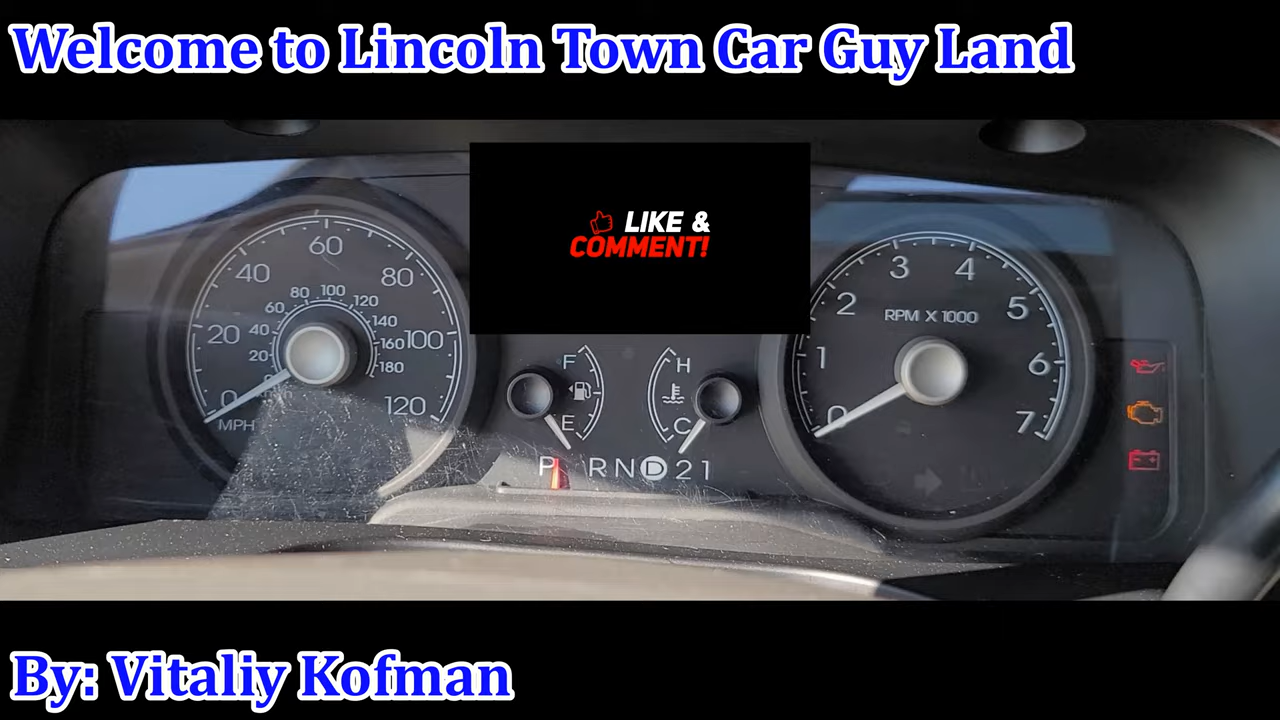 Welcome to Lincoln Town Car Guy Land
LIKE &
COMMENT!
60
40
80
20
100
0
120
MPH
80
100
60
120
40
140
20
160
180
F
E
H
C
P R N D 2 1
3
4
2
5
RPM X 1000
1
6
0
7
By: Vitaliy Kofman